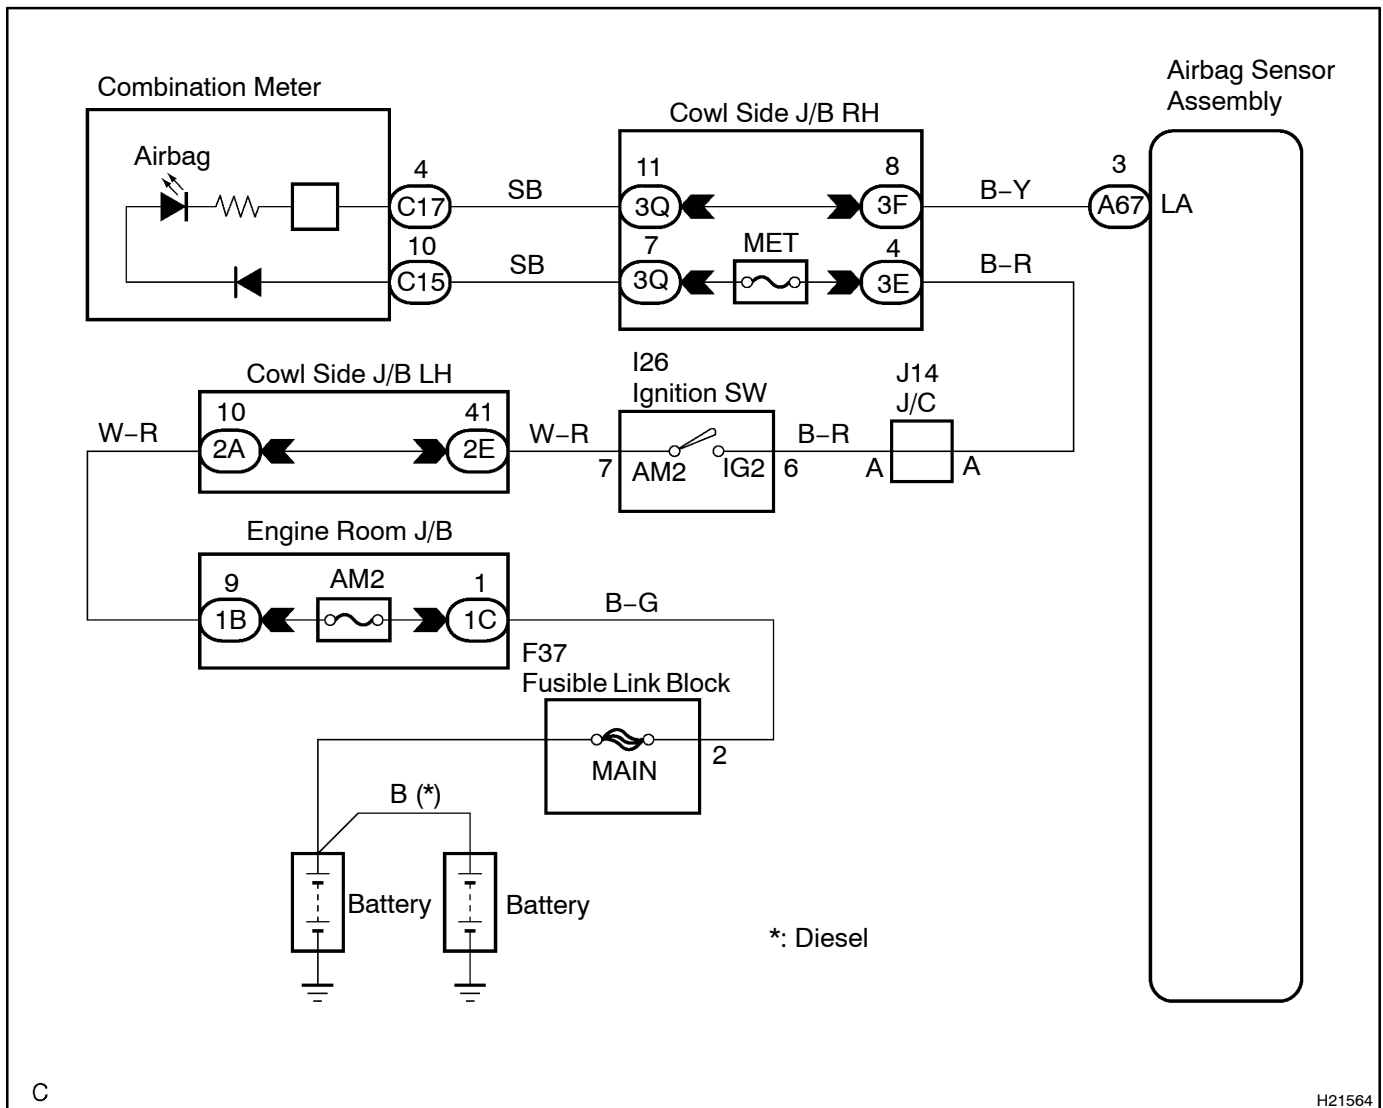 Combination Meter
Airbag
4
C17
10
C15
SB
SB
Cowl Side J/B RH
11
3Q
8
3F
7
3Q
MET
4
3E
B–Y
B–R
3
A67
LA
Airbag Sensor
Assembly
Cowl Side J/B LH
10
2A
41
2E
W–R
W–R
I26
Ignition SW
7
AM2
IG2
6
B–R
J14
J/C
A
A
Engine Room J/B
9
1B
AM2
1
1C
B–G
F37
Fusible Link Block
MAIN
2
B (*)
Battery
Battery
*: Diesel
C
H21564